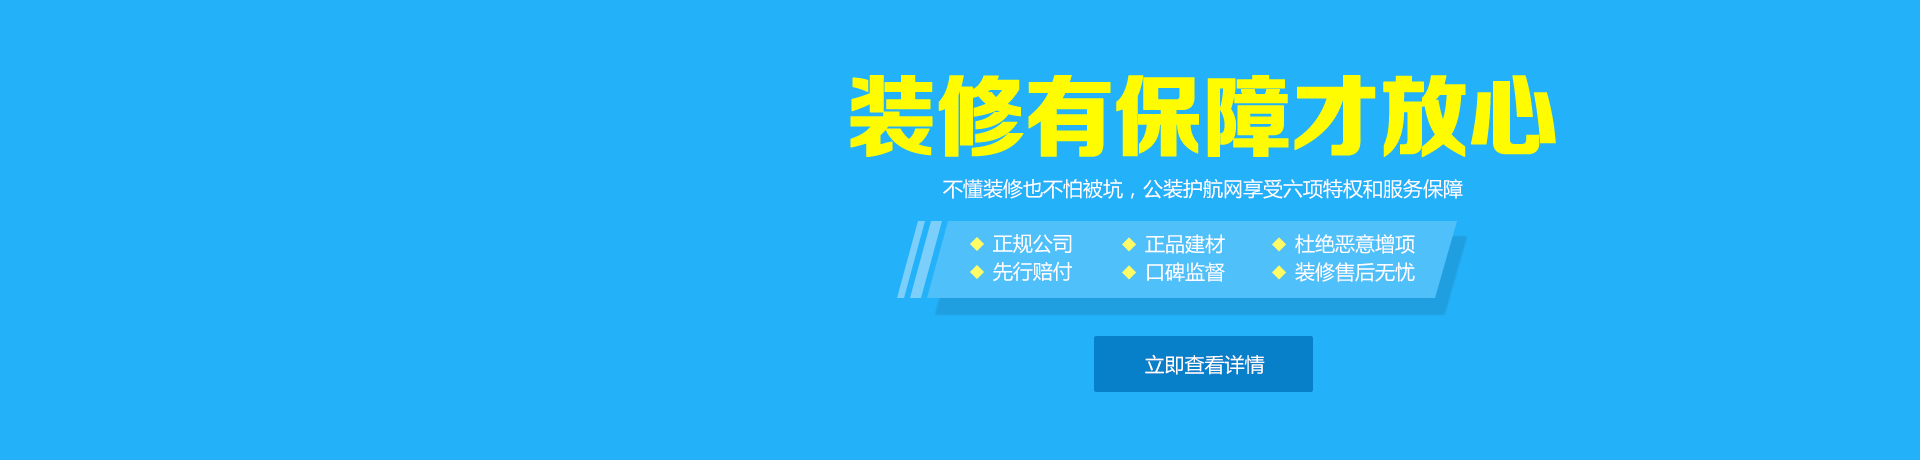 装修有保障才放心
不懂装修也不怕被坑，公装护航网享受六项特权和服务保障
正规公司 正品建材 杜绝恶意增项
先行赔付 口碑监督 装修售后无忧
立即查看详情